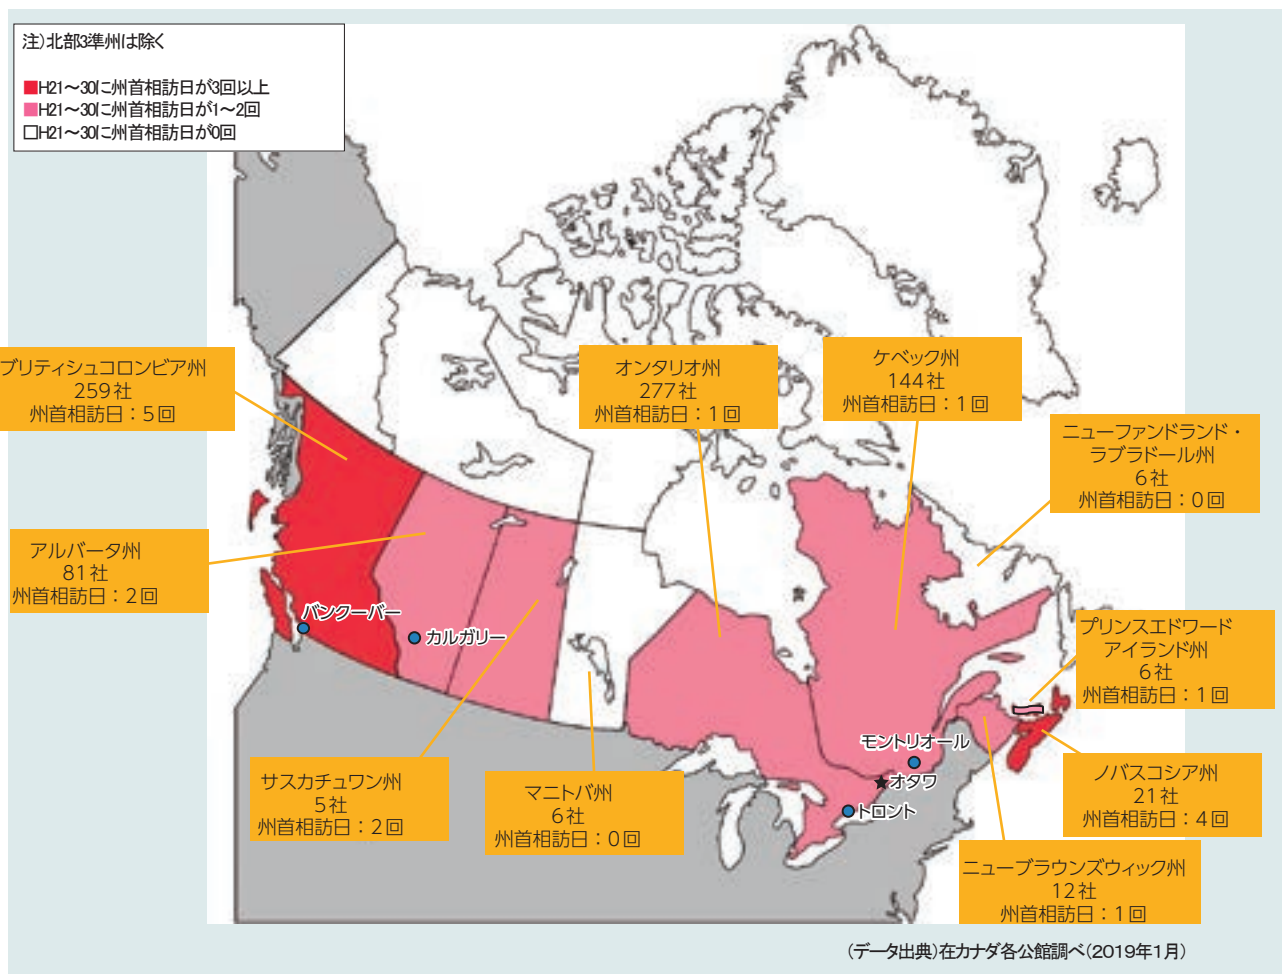 注)北部3準州は除く
■H21～30に州首相訪日が3回以上
■H21～30に州首相訪日が1～2回
□H21～30に州首相訪日が0回
ブリティシュコロンビア州
259社
州首相訪日：5回
オンタリオ州
277社
州首相訪日：1回
ケベック州
144社
州首相訪日：1回
ニューファンドランド・
ラブラドール州
6社
州首相訪日：0回
アルバータ州
81社
州首相訪日：2回
バンクーバー
カルガリー
プリンスエドワード
アイランド州
6社
州首相訪日：1回
モントリオール
★オタワ
トロント
サスカチュワン州
5社
州首相訪日：2回
マニトバ州
6社
州首相訪日：0回
ノバスコシア州
21社
州首相訪日：4回
ニューブラウンズウィック州
12社
州首相訪日：1回
(データ出典)在カナダ各公館調べ(2019年1月)